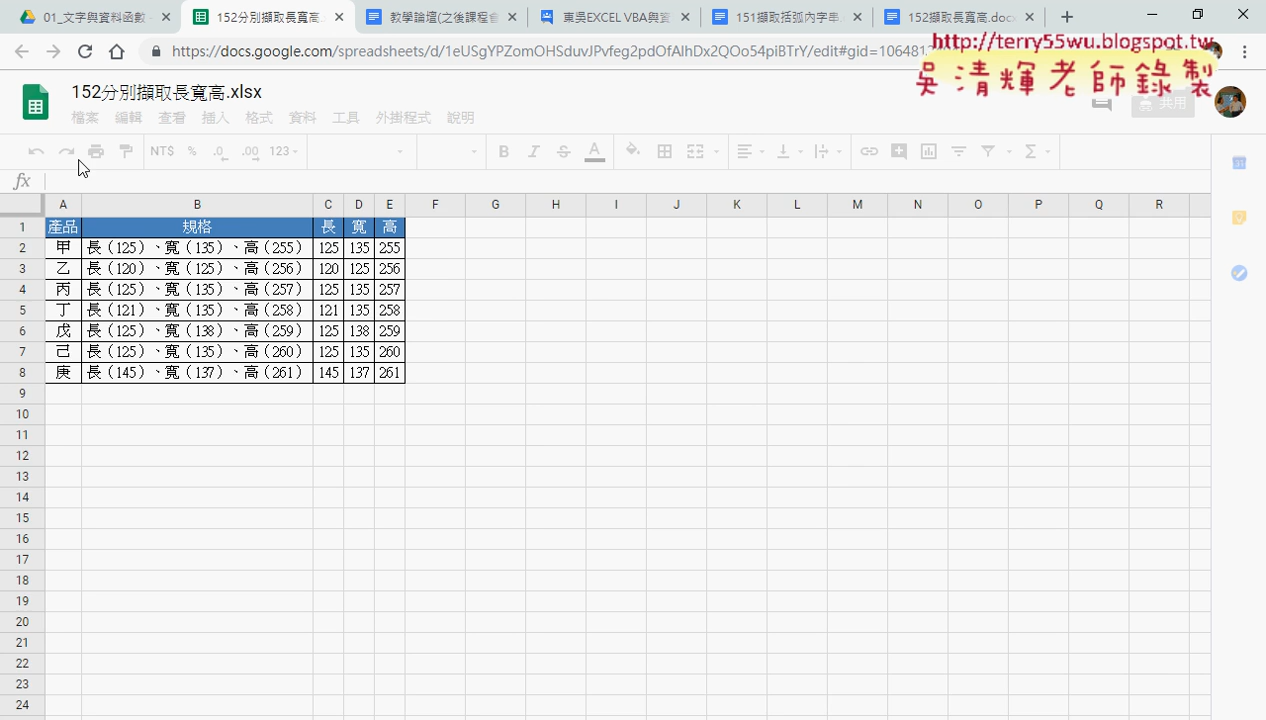 01_文字與資料函數
152分別擷取長寬高.
教學論壇(之後課程會
東吳EXCEL VBA與資
151擷取括弧內字串.
152擷取長寬高.doc
https://docs.google.com/spreadsheets/d/1eUSgYPZomOHSduvJPvfeg2pdOfAlhDx2QOo54piBTrY/edit#gid=10648
http://terry55wu.blogspot.tw
吳清輝老師錄製
152分別擷取長寬高.xlsx
共用
檔案 編輯 查看 插入 格式 資料 工具 外掛程式 說明
NT$ % .0 .00 123
fx
A B C D E F G H I J K L M N O P Q R
1 產品 規格 長 寬 高
2 甲 長（125）、寬（135）、高（255） 125 135 255
3 乙 長（120）、寬（125）、高（256） 120 125 256
4 丙 長（125）、寬（135）、高（257） 125 135 257
5 丁 長（121）、寬（135）、高（258） 121 135 258
6 戊 長（125）、寬（138）、高（259） 125 138 259
7 己 長（125）、寬（135）、高（260） 125 135 260
8 庚 長（145）、寬（137）、高（261） 145 137 261
9
10
11
12
13
14
15
16
17
18
19
20
21
22
23
24